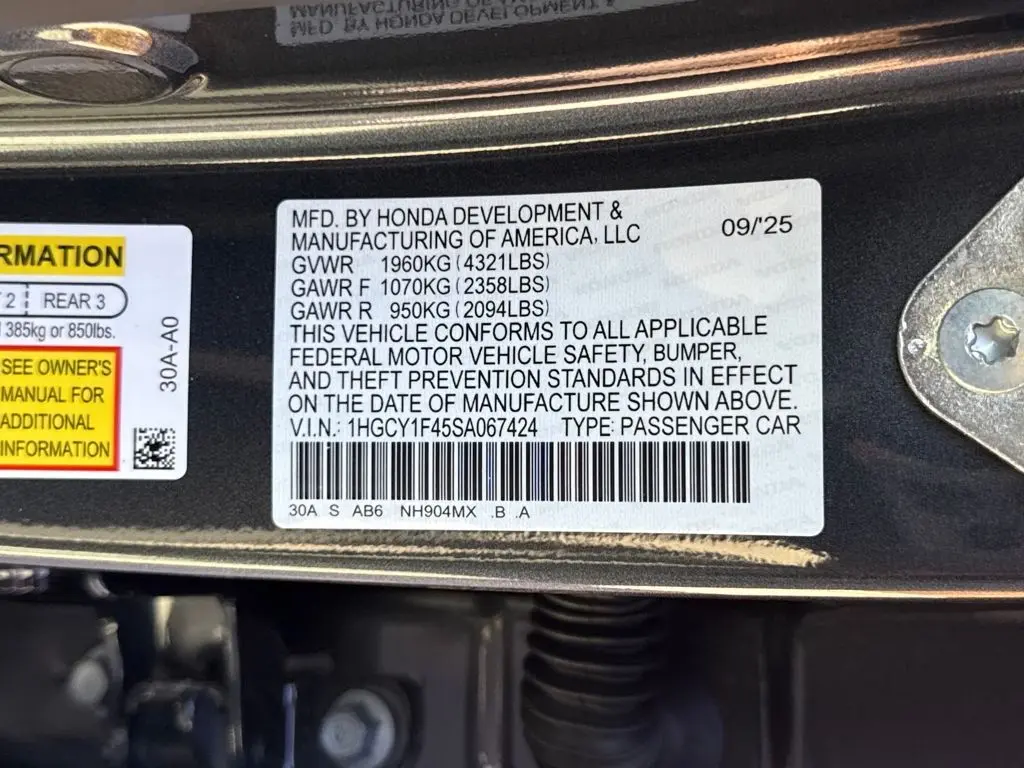 MFD. BY HONDA DEVELOPMENT &
MANUFACTURING OF AMERICA, LLC
09/'25
GVWR 1960KG (4321LBS)
GAWR F 1070KG (2358LBS)
GAWR R 950KG (2094LBS)
THIS VEHICLE CONFORMS TO ALL APPLICABLE
FEDERAL MOTOR VEHICLE SAFETY, BUMPER,
AND THEFT PREVENTION STANDARDS IN EFFECT
ON THE DATE OF MANUFACTURE SHOWN ABOVE.
V.I.N.: 1HGCY1F45SA067424 TYPE: PASSENGER CAR
30A S AB6 NH904MX .B .A
RMATION
2 REAR 3
385kg or 850lbs.
SEE OWNER'S
MANUAL FOR
ADDITIONAL
INFORMATION
30A-A0